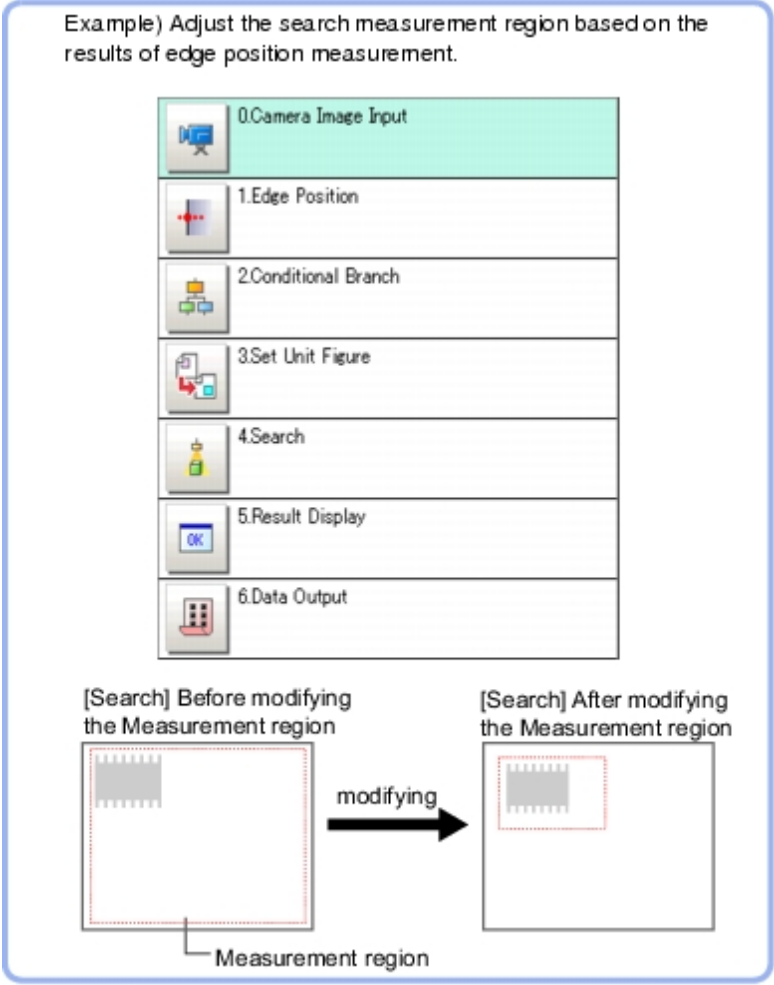 Example) Adjust the search measurement region based on the
results of edge position measurement.
0.Camera Image Input
1.Edge Position
2.Conditional Branch
3.Set Unit Figure
4.Search
OK
5.Result Display
6.Data Output
[Search] Before modifying
the Measurement region
[Search] After modifying
the Measurement region
modifying
Measurement region